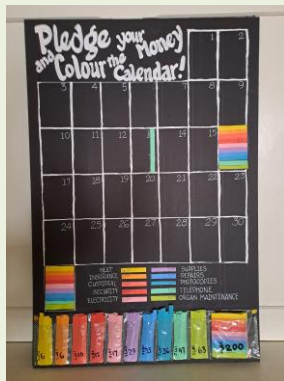 Pledge your Money
and Colour the Calendar!
1 2
3 4 5 6 7 8 9
10 11 12 13 14 15
17 18 19 20 21 22 23
24 25 26 27 28 29 30
HEAT
INSURANCE
CUSTODIAL
SECURITY
ELECTRICITY
SUPPLIES
REPAIRS
PHOTOCOPIES
TELEPHONE
ORGAN MAINTENANCE
$200